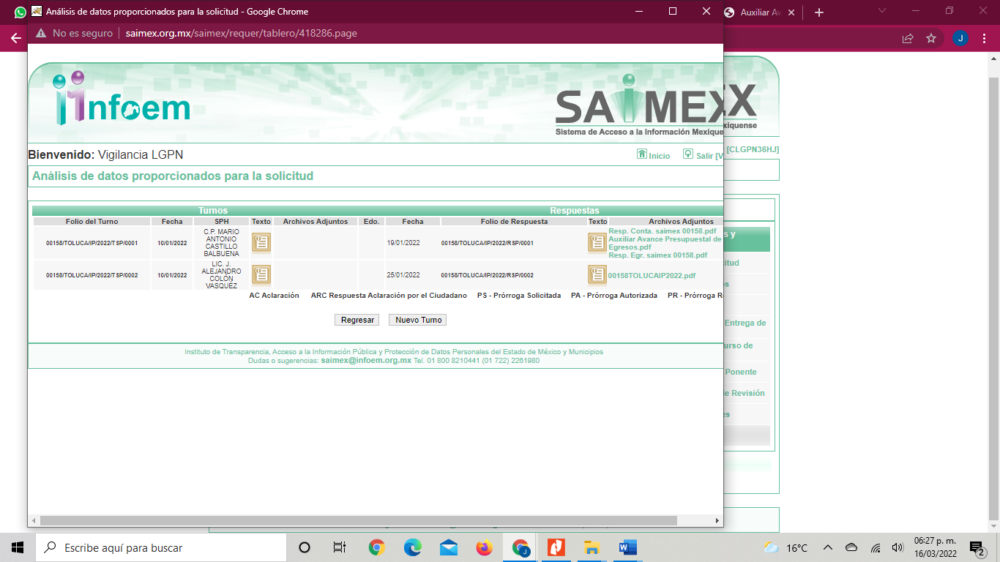 Análisis de datos proporcionados para la solicitud - Google Chrome
Auxiliar Av
No es seguro
saimex.org.mx/saimex/requer/tablero/418286.page
J
infoem
SAIMEX
Sistema de Acceso a la Información Mexiquense
Bienvenido: Vigilancia LGPN
Inicio
Salir [V
[CLGPN36HJ]
Análisis de datos proporcionados para la solicitud
Turnos
Respuestas
Folio del Turno Fecha SPH Texto Archivos Adjuntos Edo. Fecha Folio de Respuesta Texto Archivos Adjuntos
00158/TOLUCA/IP/2022/TSP/0001 10/01/2022
C.P. MARIO
ANTONIO
CASTILLO
BALBUENA
19/01/2022 00158/TOLUCA/IP/2022/RSP/0001
Resp. Conta. saimex 00158.pdf
Auxiliar Avance Presupuestal de
Egresos.pdf
Resp. Egr. saimex 00158.pdf
00158/TOLUCA/IP/2022/TSP/0002 10/01/2022
LIC. J.
ALEJANDRO
COLÓN
VASQUÉZ
25/01/2022 00158/TOLUCA/IP/2022/RSP/0002
00158TOLUCAIP2022.pdf
AC Aclaración ARC Respuesta Aclaración por el Ciudadano PS - Prórroga Solicitada PA - Prórroga Autorizada PR - Prórroga R
Regresar
Nuevo Turno
Instituto de Transparencia, Acceso a la Información Pública y Protección de Datos Personales del Estado de México y Municipios
Dudas o sugerencias: saimex@infoem.org.mx Tel. 01 800 8210441 (01 722) 2261980
s y
itud
os
Entrega de
urso de
Ponente
e Revisión
es
Escribe aquí para buscar
J
16°C
06:27 p. m.
16/03/2022
2